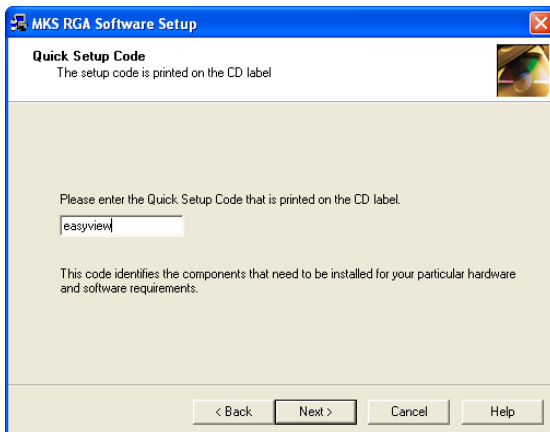 MKS RGA Software Setup
Quick Setup Code
The setup code is printed on the CD label
Please enter the Quick Setup Code that is printed on the CD label.
easyview
This code identifies the components that need to be installed for your particular hardware
and software requirements.
< Back Next > Cancel Help